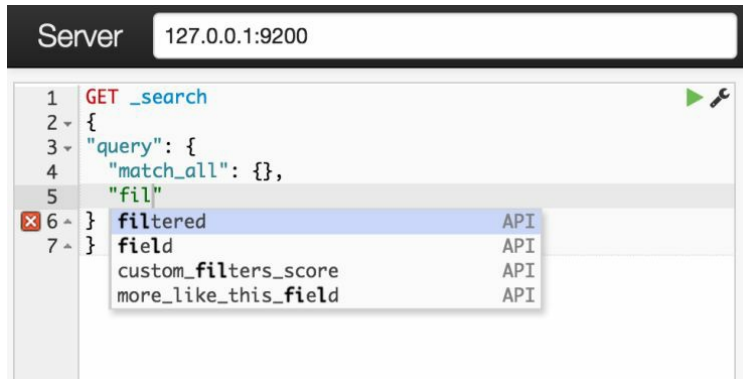 Server 127.0.0.1:9200
1 GET _search
2 {
3 "query": {
4 "match_all": {},
5 "fil"
6 }
7 }
filtered API
field API
custom_filters_score API
more_like_this_field API